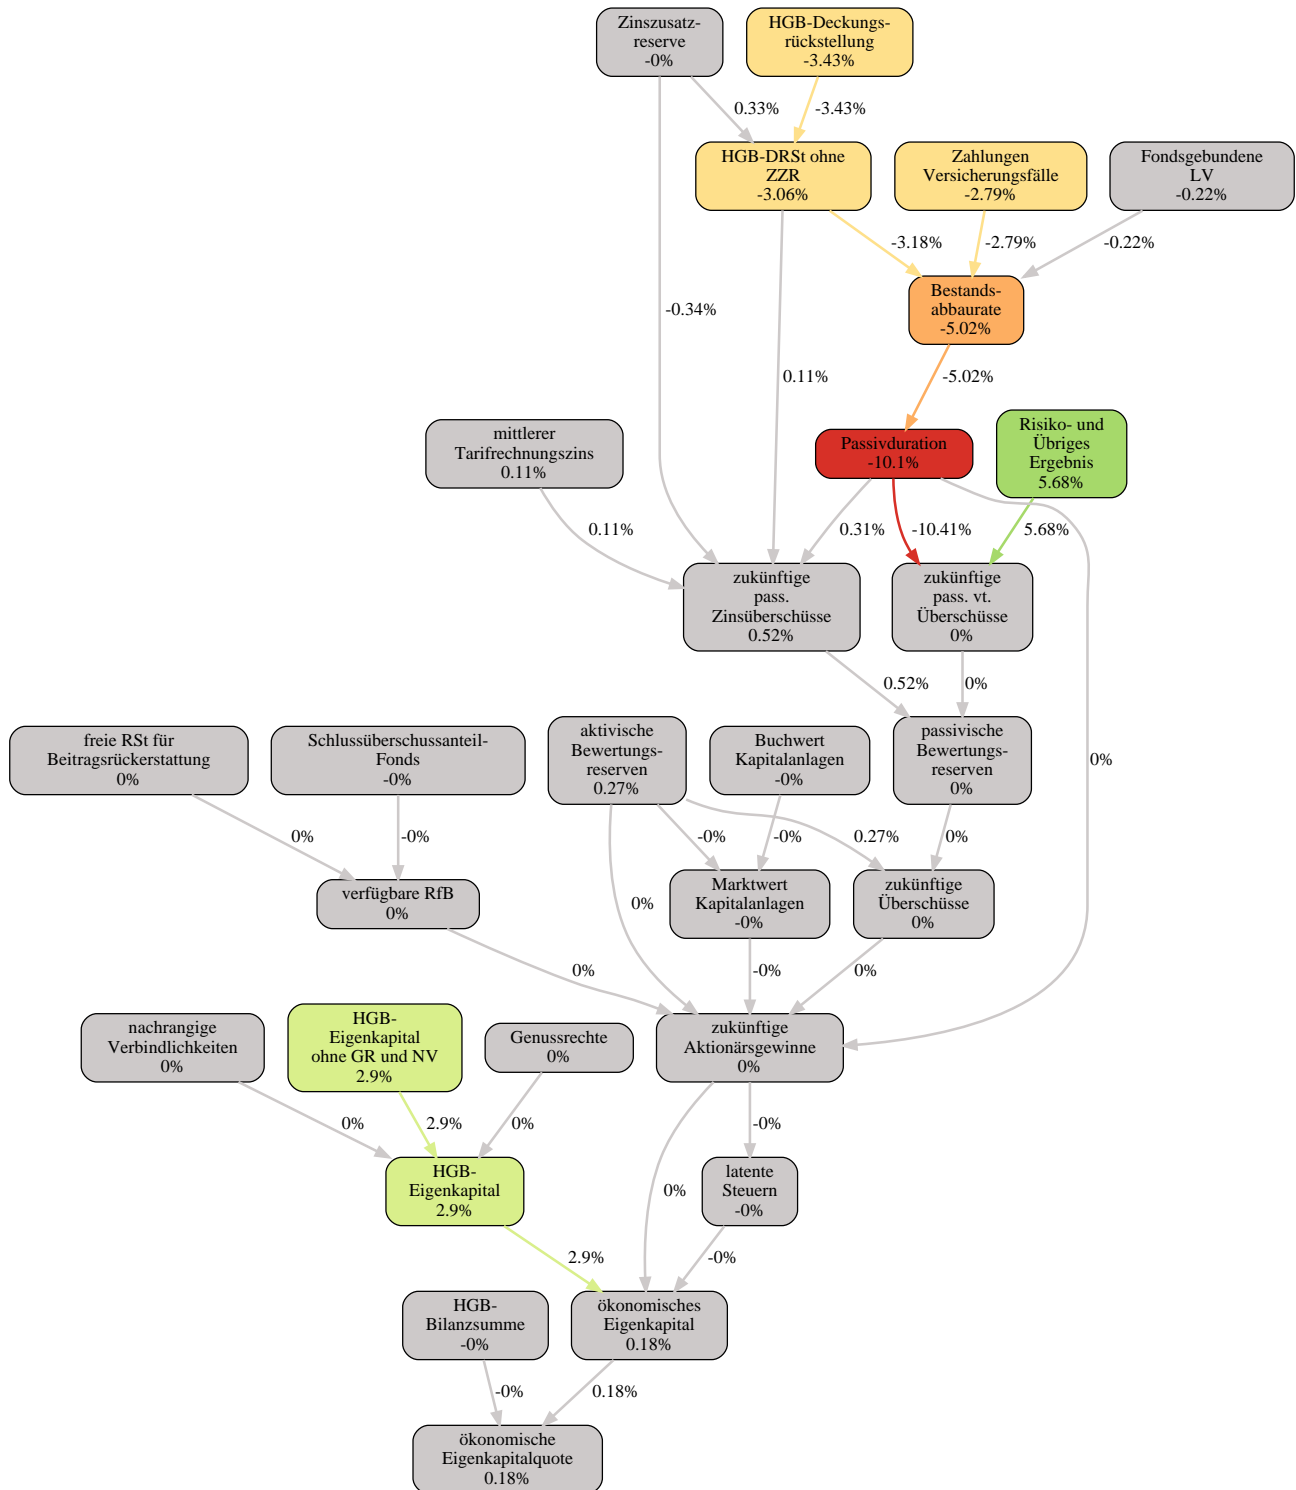 Zinszusatz-
reserve
-0%
HGB-Deckungs-
rückstellung
-3.43%
0.33%
-3.43%
HGB-DRSt ohne
ZZR
-3.06%
Zahlungen
Versicherungsfälle
-2.79%
Fondsgebundene
LV
-0.22%
-3.18%
-2.79%
-0.22%
Bestands-
abbaurate
-5.02%
-0.34%
0.11%
-5.02%
mittlerer
Tarifrechnungszins
0.11%
Passivduration
-10.1%
Risiko- und
Übriges
Ergebnis
5.68%
0.11%
0.31%
-10.41%
5.68%
zukünftige
pass.
Zinsüberschüsse
0.52%
zukünftige
pass. vt.
Überschüsse
0%
0.52%
0%
freie RSt für
Beitragsrückerstattung
0%
Schlussüberschussanteil-
Fonds
-0%
aktivische
Bewertungs-
reserven
0.27%
Buchwert
Kapitalanlagen
-0%
passivische
Bewertungs-
reserven
0%
0%
0%
-0%
0%
-0%
-0%
0.27%
0%
verfügbare RfB
0%
Marktwert
Kapitalanlagen
-0%
zukünftige
Überschüsse
0%
0%
-0%
0%
nachrangige
Verbindlichkeiten
0%
HGB-
Eigenkapital
ohne GR und NV
2.9%
Genussrechte
0%
zukünftige
Aktionärsgewinne
0%
0%
2.9%
0%
-0%
HGB-
Eigenkapital
2.9%
latente
Steuern
-0%
0%
2.9%
-0%
HGB-
Bilanzsumme
-0%
ökonomisches
Eigenkapital
0.18%
-0%
0.18%
ökonomische
Eigenkapitalquote
0.18%